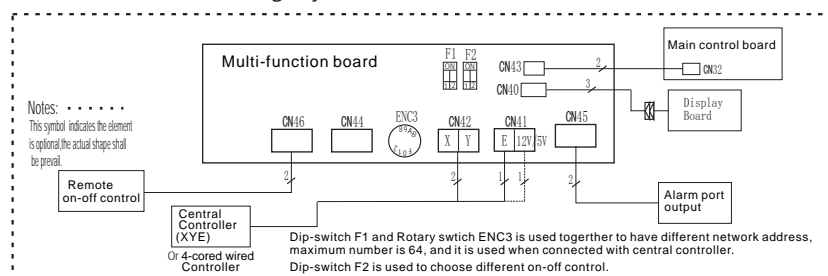 F1 F2
Multi-function board
ON ON
1 2 1 2
CN43
2
Main control board
CN32
CN40
3
Display
Board
Notes:
This symbol indicates the element
is optional,the actual shape shall
be prevail.
CN46
CN44
ENC3
CN42
X Y
CN41
E 12V/5V
CN45
2
2
1
1
2
Remote
on-off control
Alarm port
output
Central
Controller
(XYE)
Or 4-cored wired
Controller
Dip-switch F1 and Rotary swtich ENC3 is used togerther to have different network address,
maximum number is 64, and it is used when connected with central controller.
Dip-switch F2 is used to choose different on-off control.